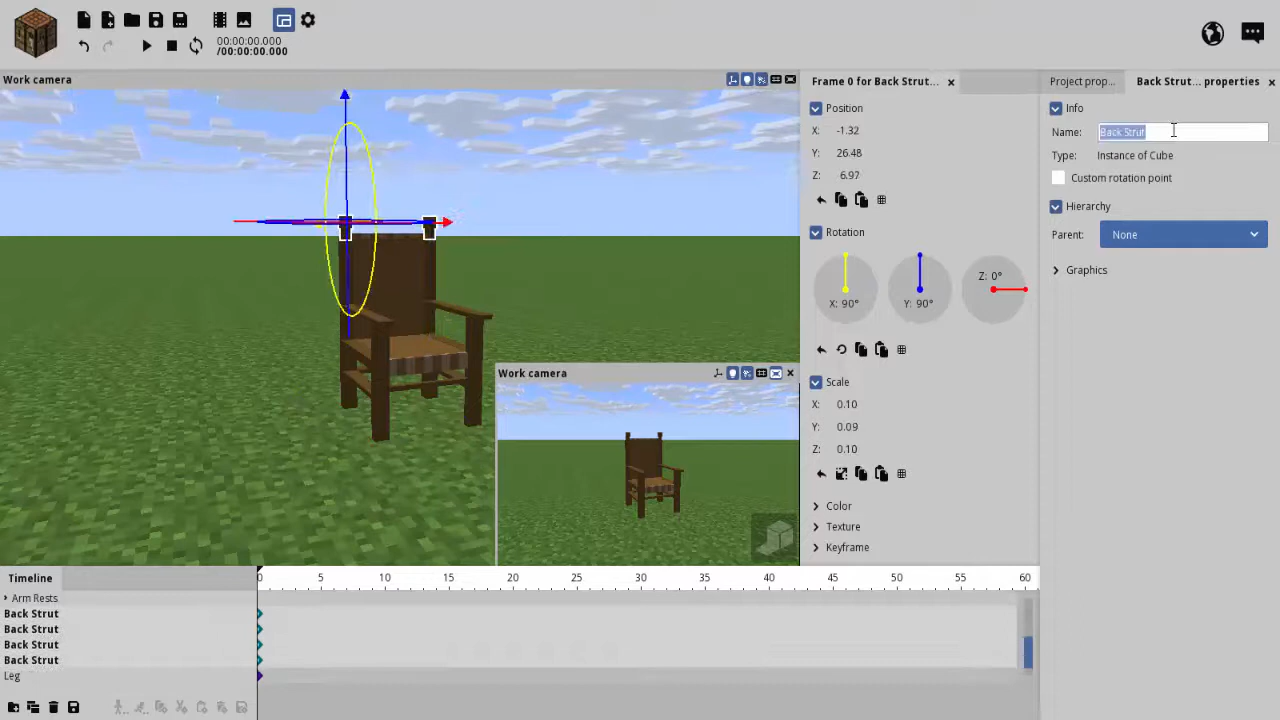 00:00:00.000
/00:00:00.000
Work camera
Work camera
Frame 0 for Back Strut...
Position
X: -1.32
Y: 26.48
Z: 6.97
Rotation
X: 90°
Y: 90°
Z: 0°
Scale
X: 0.10
Y: 0.09
Z: 0.10
Color
Texture
Keyframe
Project prop...
Back Strut... properties
Info
Name: Back Strut
Type: Instance of Cube
Custom rotation point
Hierarchy
Parent: None
Graphics
Timeline
0 5 10 15 20 25 30 35 40 45 50 55 60
Arm Rests
Back Strut
Back Strut
Back Strut
Back Strut
Leg